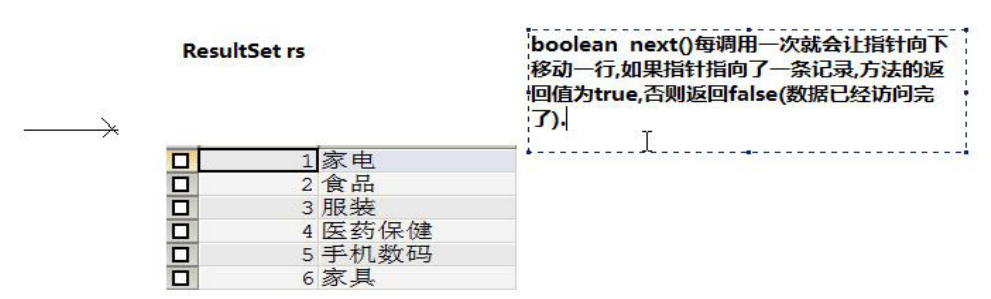 ResultSet rs
boolean next()每调用一次就会让指针向下
移动一行,如果指针指向了一条记录,方法的返
回值为true,否则返回false(数据已经访问完
了).
1 家电
2 食品
3 服装
4 医药保健
5 手机数码
6 家具